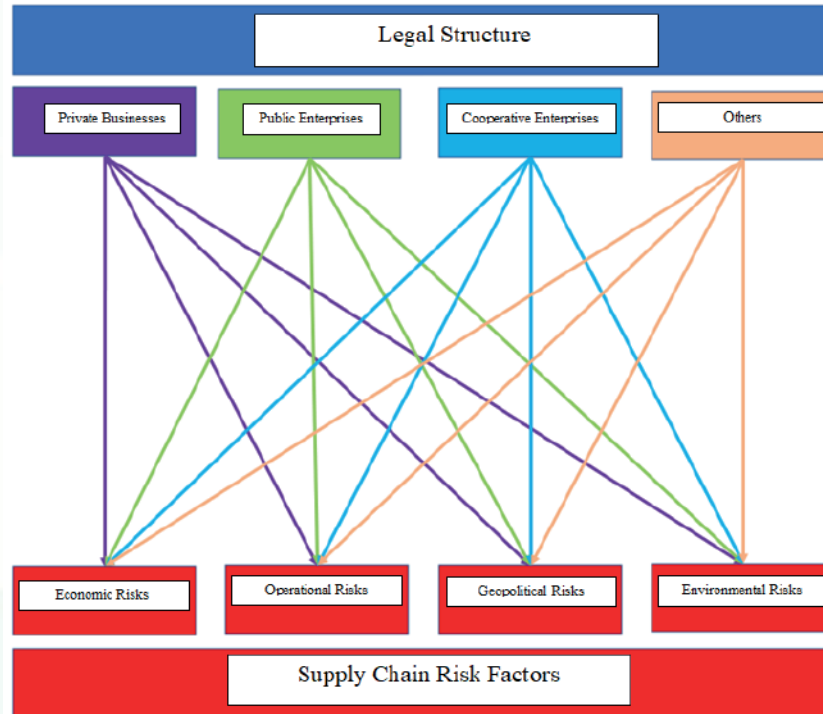 Legal Structure
Private Businesses
Public Enterprises
Cooperative Enterprises
Others
Economic Risks
Operational Risks
Geopolitical Risks
Environmental Risks
Supply Chain Risk Factors